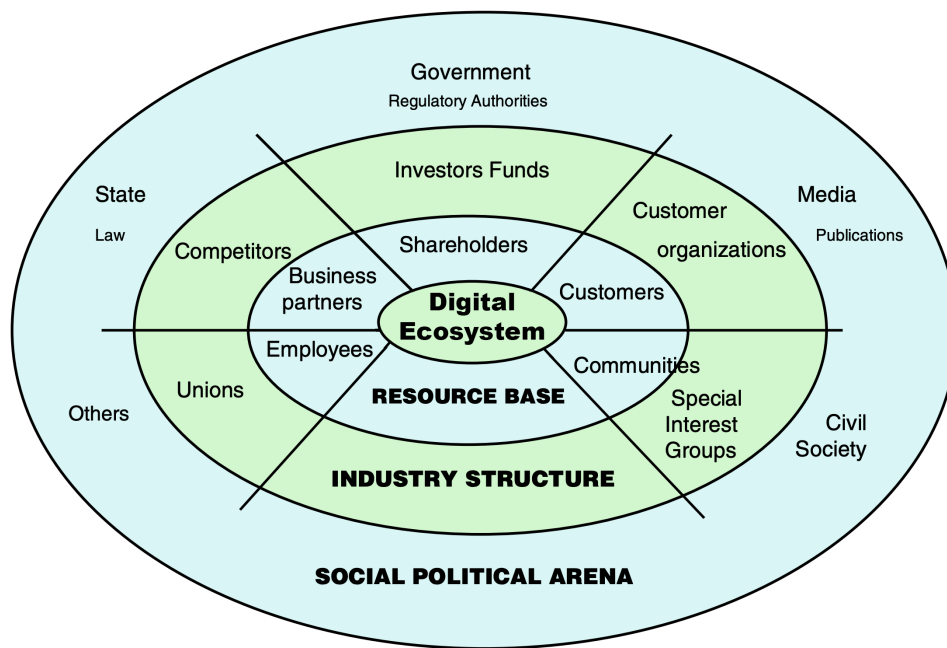 Government
Regulatory Authorities
State
Law
Media
Publications
Investors Funds
Competitors
Customer
organizations
Shareholders
Business
partners
Customers
Digital
Ecosystem
Employees
Communities
RESOURCE BASE
Unions
Special
Interest
Groups
Others
Civil
Society
INDUSTRY STRUCTURE
SOCIAL POLITICAL ARENA